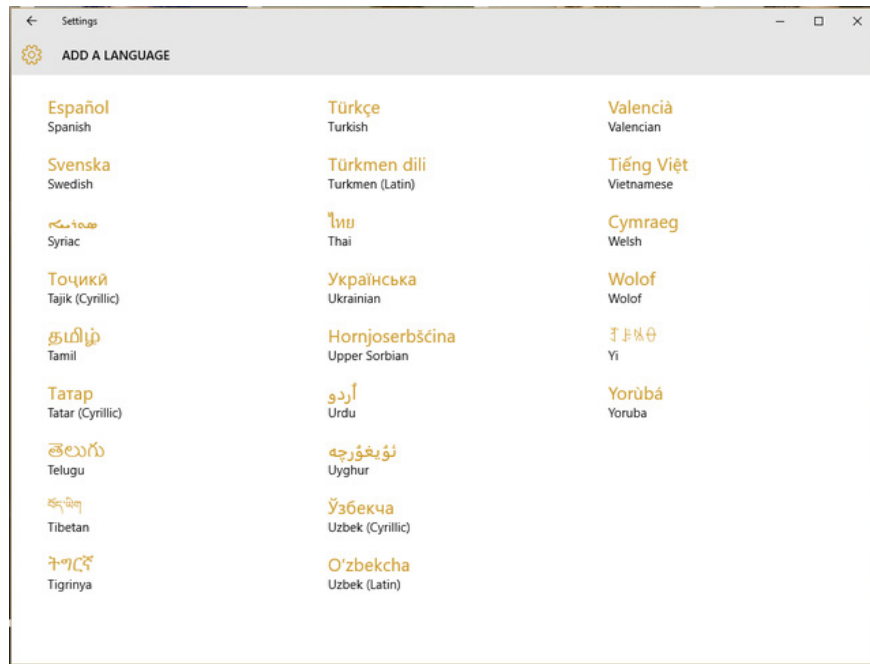 Settings
ADD A LANGUAGE
Español
Spanish
Svenska
Swedish
ܣܘܪܝܝܐ
Syriac
Тоҷикӣ
Tajik (Cyrillic)
தமிழ்
Tamil
Татар
Tatar (Cyrillic)
తెలుగు
Telugu
བོད་ཡིག
Tibetan
ትግርኛ
Tigrinya
Türkçe
Turkish
Türkmen dili
Turkmen (Latin)
ไทย
Thai
Українська
Ukrainian
Hornjoserbšćina
Upper Sorbian
اُردو
Urdu
ئۇيغۇرچە
Uyghur
Ўзбекча
Uzbek (Cyrillic)
O'zbekcha
Uzbek (Latin)
Valencià
Valencian
Tiếng Việt
Vietnamese
Cymraeg
Welsh
Wolof
Wolof
ꆈꌠꁱꂷ
Yi
Yorùbá
Yoruba